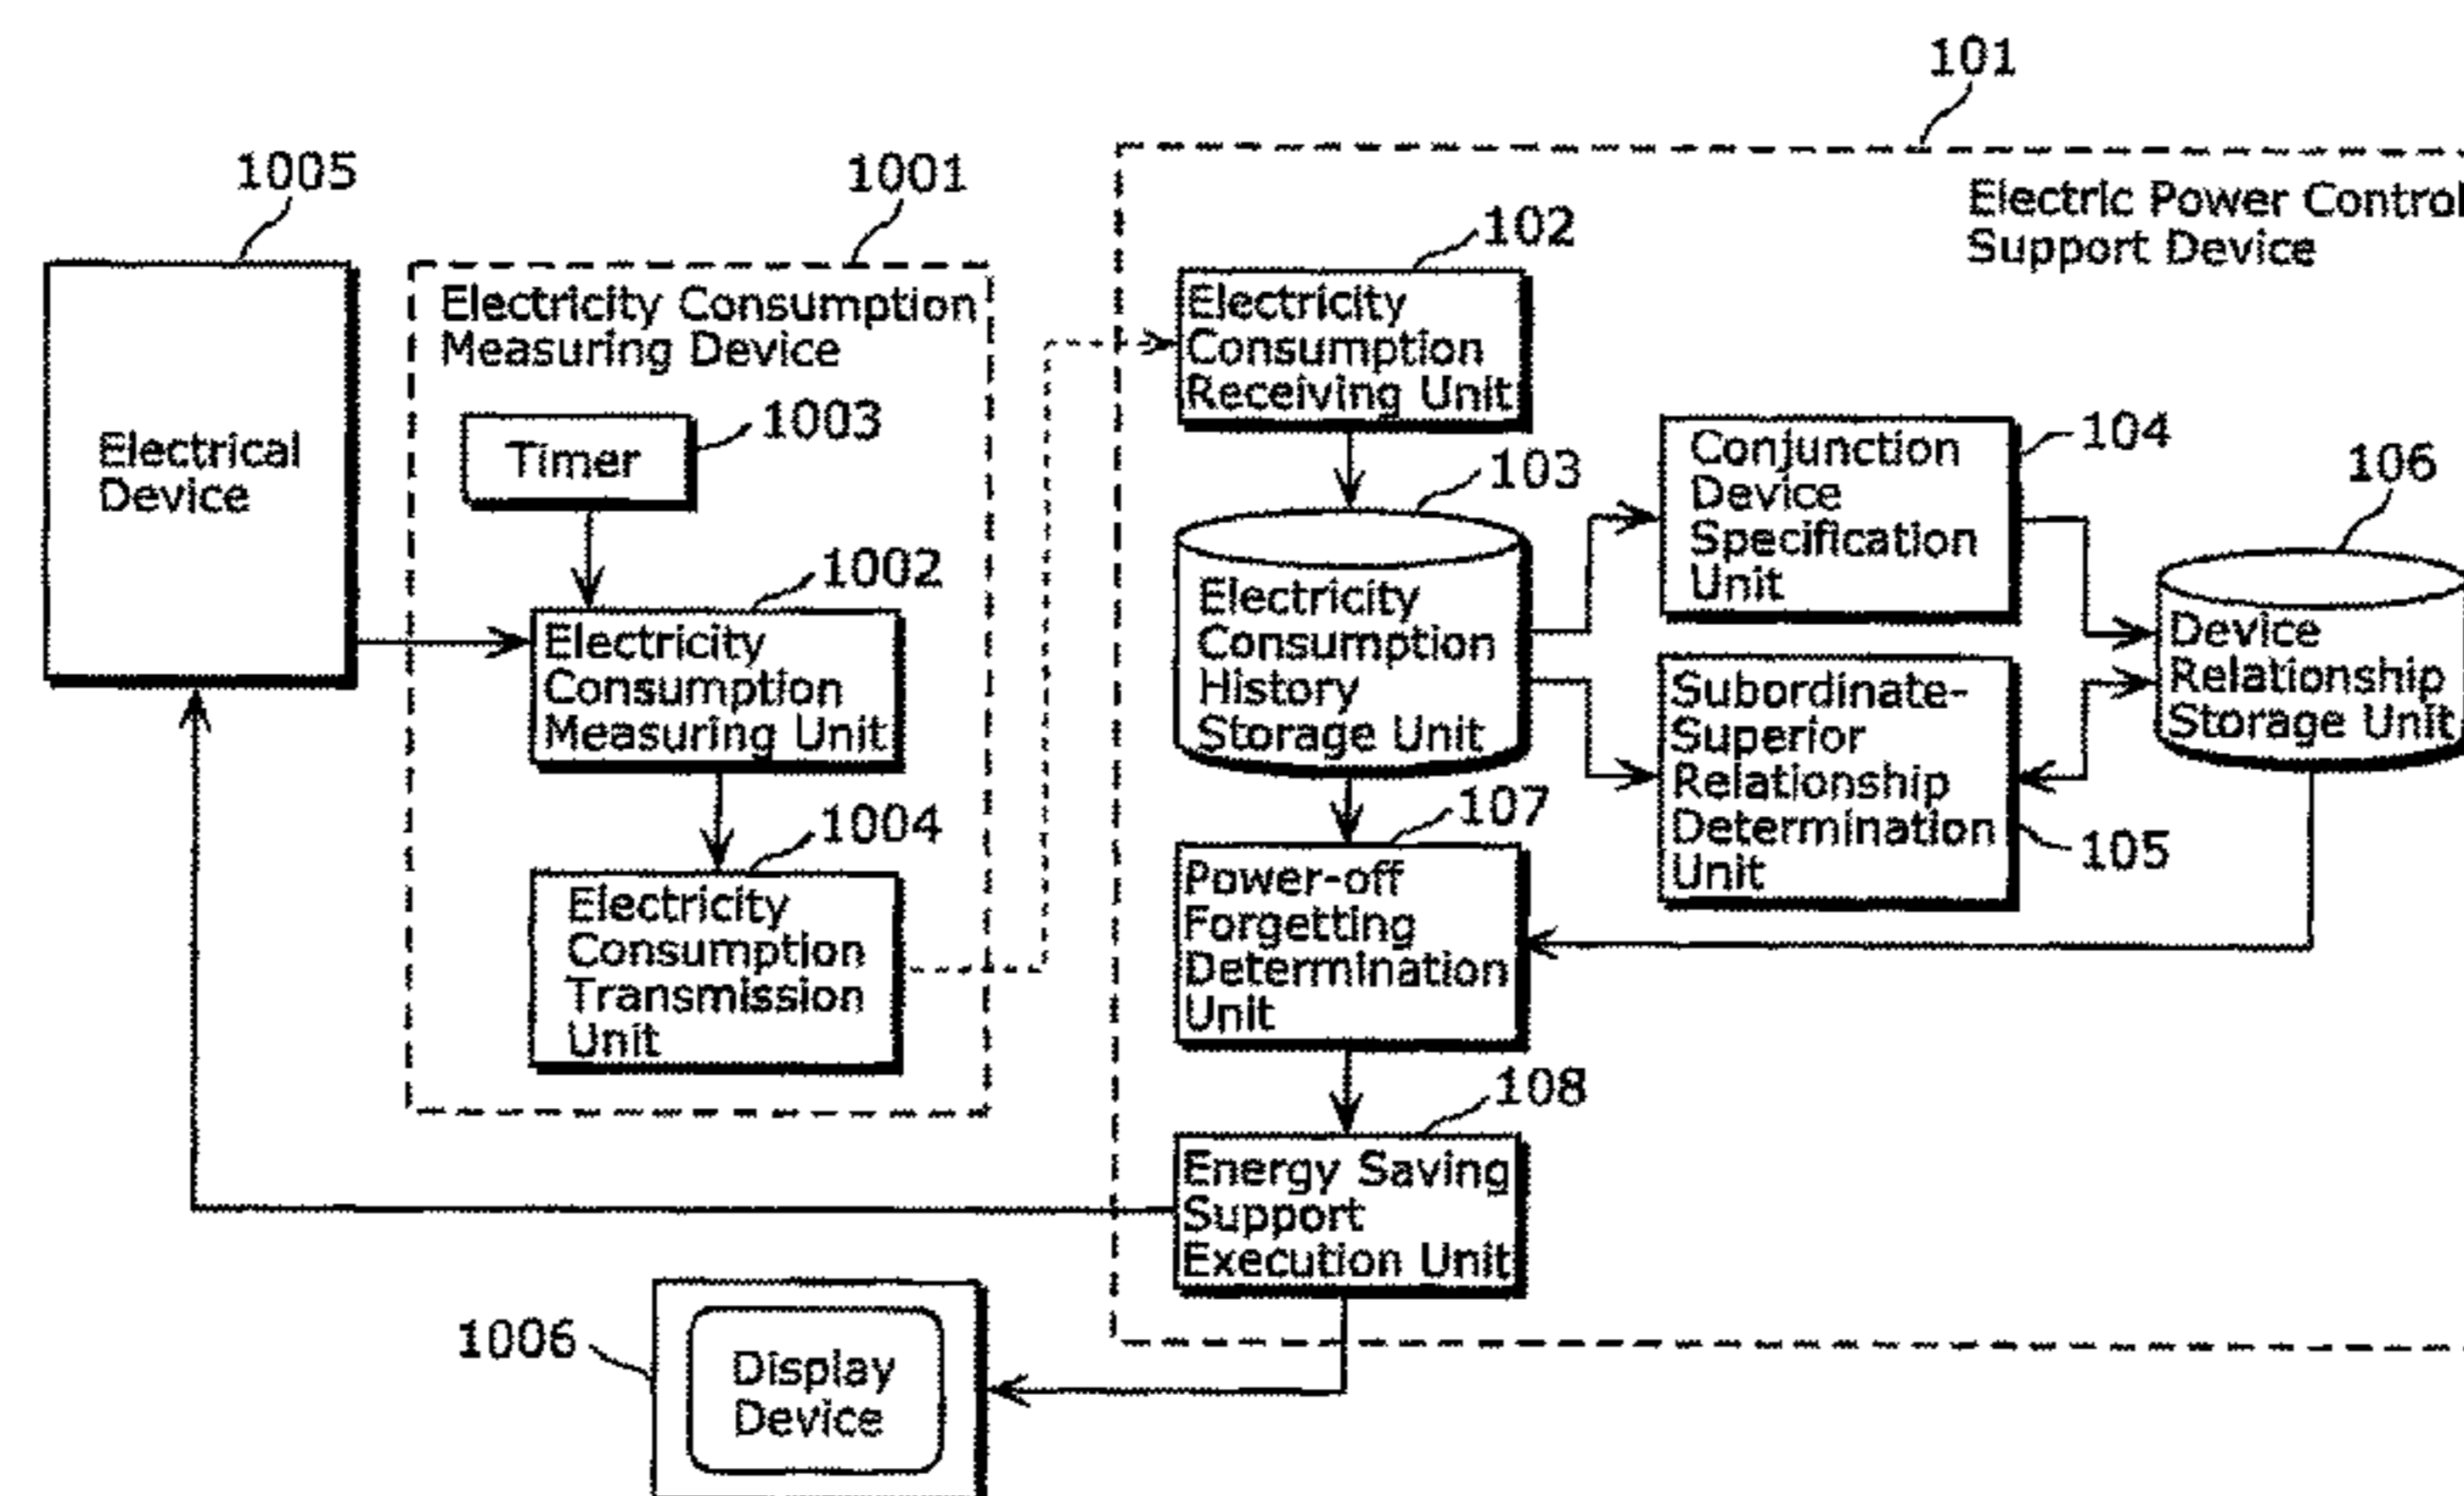 101
Electric Power Control
Support Device
1005
Electrical
Device
1001
Electricity Consumption
Measuring Device
1003
Timer
1002
Electricity
Consumption
Measuring Unit
1004
Electricity
Consumption
Transmission
Unit
102
Electricity
Consumption
Receiving Unit
103
Electricity
Consumption
History
Storage Unit
104
Conjunction
Device
Specification
Unit
Subordinate-
Superior
Relationship
Determination
Unit
105
106
Device
Relationship
Storage Unit
107
Power-off
Forgetting
Determination
Unit
108
Energy Saving
Support
Execution Unit
1006
Display
Device